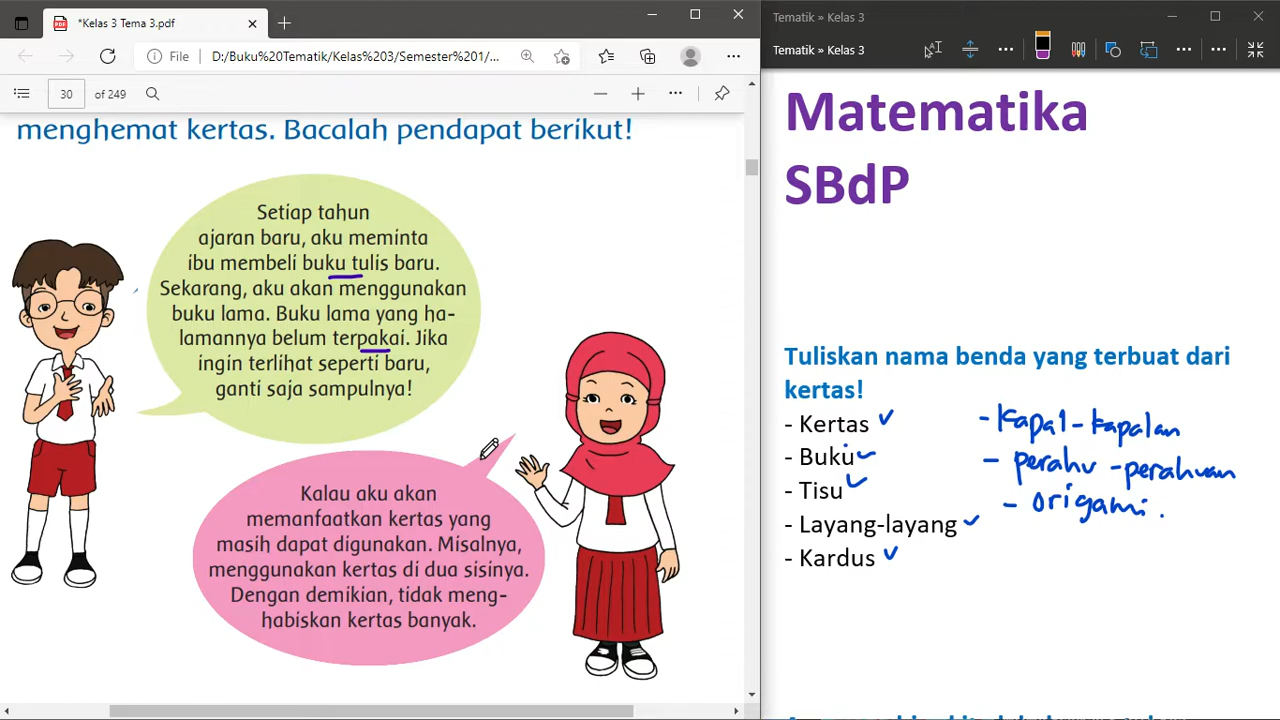 *Kelas 3 Tema 3.pdf
File
D:/Buku%20Tematik/Kelas%203/Semester%201/...
30 of 249
menghemat kertas. Bacalah pendapat berikut!
Setiap tahun
ajaran baru, aku meminta
ibu membeli buku tulis baru.
Sekarang, aku akan menggunakan
buku lama. Buku lama yang ha-
lamannya belum terpakai. Jika
ingin terlihat seperti baru,
ganti saja sampulnya!
Kalau aku akan
memanfaatkan kertas yang
masih dapat digunakan. Misalnya,
menggunakan kertas di dua sisinya.
Dengan demikian, tidak meng-
habiskan kertas banyak.
Tematik » Kelas 3
Tematik » Kelas 3
Matematika
SBdP
Tuliskan nama benda yang terbuat dari
kertas!
- Kertas
- Buku
- Tisu
- Layang-layang
- Kardus
- Kapal - kapalan
- perahu - perahuan
- origami.